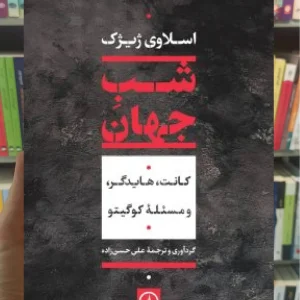 اسلاوی ژیژک
شبِ
جهان
کانت، هایدگر،
و مسئلهٔ کوگیتو
گردآوری و ترجمهٔ علی حسن‌زاده